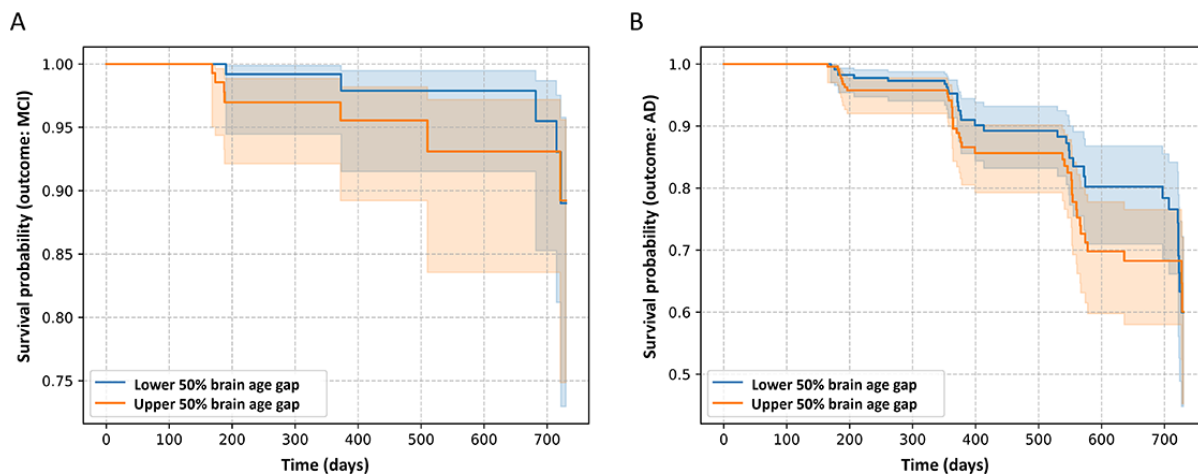 A
Survival probability (outcome: MCI)
1.00
0.95
0.90
0.85
0.80
0.75
Lower 50% brain age gap
Upper 50% brain age gap
0 100 200 300 400 500 600 700
Time (days)
B
Survival probability (outcome: AD)
1.0
0.9
0.8
0.7
0.6
0.5
Lower 50% brain age gap
Upper 50% brain age gap
0 100 200 300 400 500 600 700
Time (days)